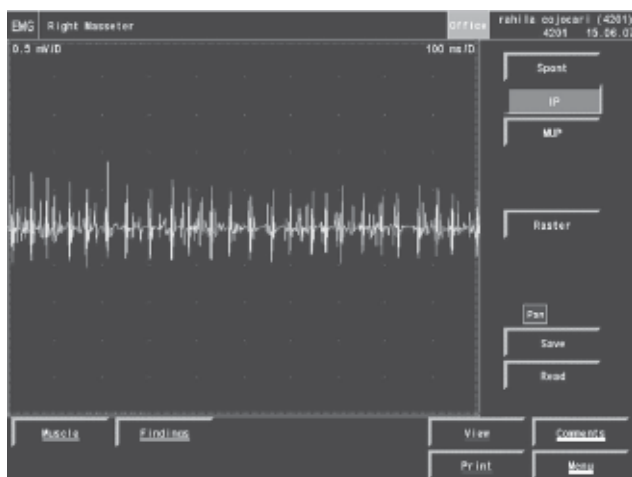 EMG Right Masseter Office rahila cojocari (4201)
4201 15.06.07
0.5 mV/D 100 ms/D
Spont
IP
MUP
Raster
Pan
Save
Read
Muscle Findings View Comments
Print Menu